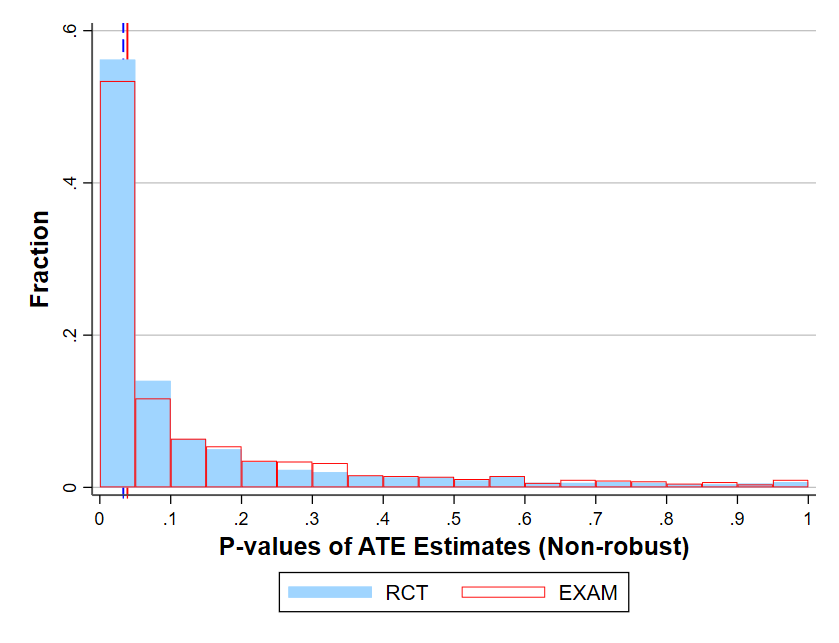 .6
.4
.2
0
Fraction
0 .1 .2 .3 .4 .5 .6 .7 .8 .9 1
P-values of ATE Estimates (Non-robust)
RCT EXAM